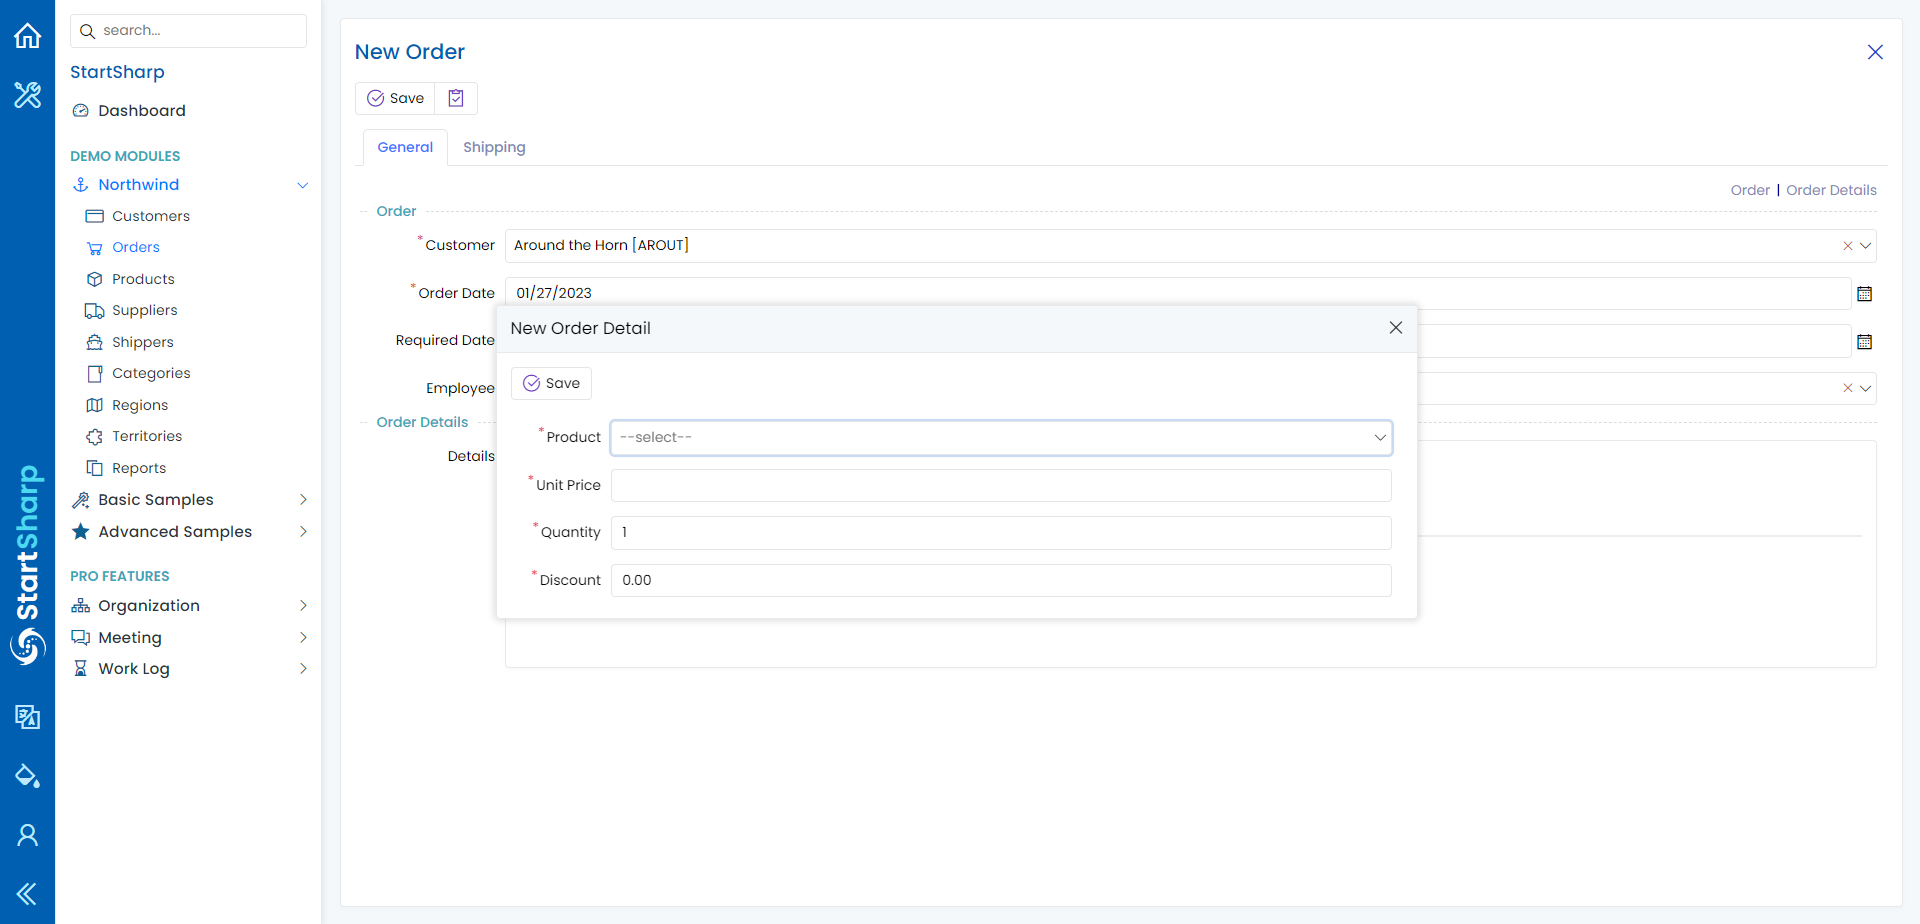 search...
StartSharp
Dashboard
DEMO MODULES
Northwind
Customers
Orders
Products
Suppliers
Shippers
Categories
Regions
Territories
Reports
Basic Samples
Advanced Samples
PRO FEATURES
Organization
Meeting
Work Log
StartSharp
New Order
Save
General Shipping
Order | Order Details
Order
* Customer Around the Horn [AROUT]
* Order Date 01/27/2023
Required Date
Employee
Order Details
Details
New Order Detail
Save
* Product --select--
* Unit Price
* Quantity 1
* Discount 0.00